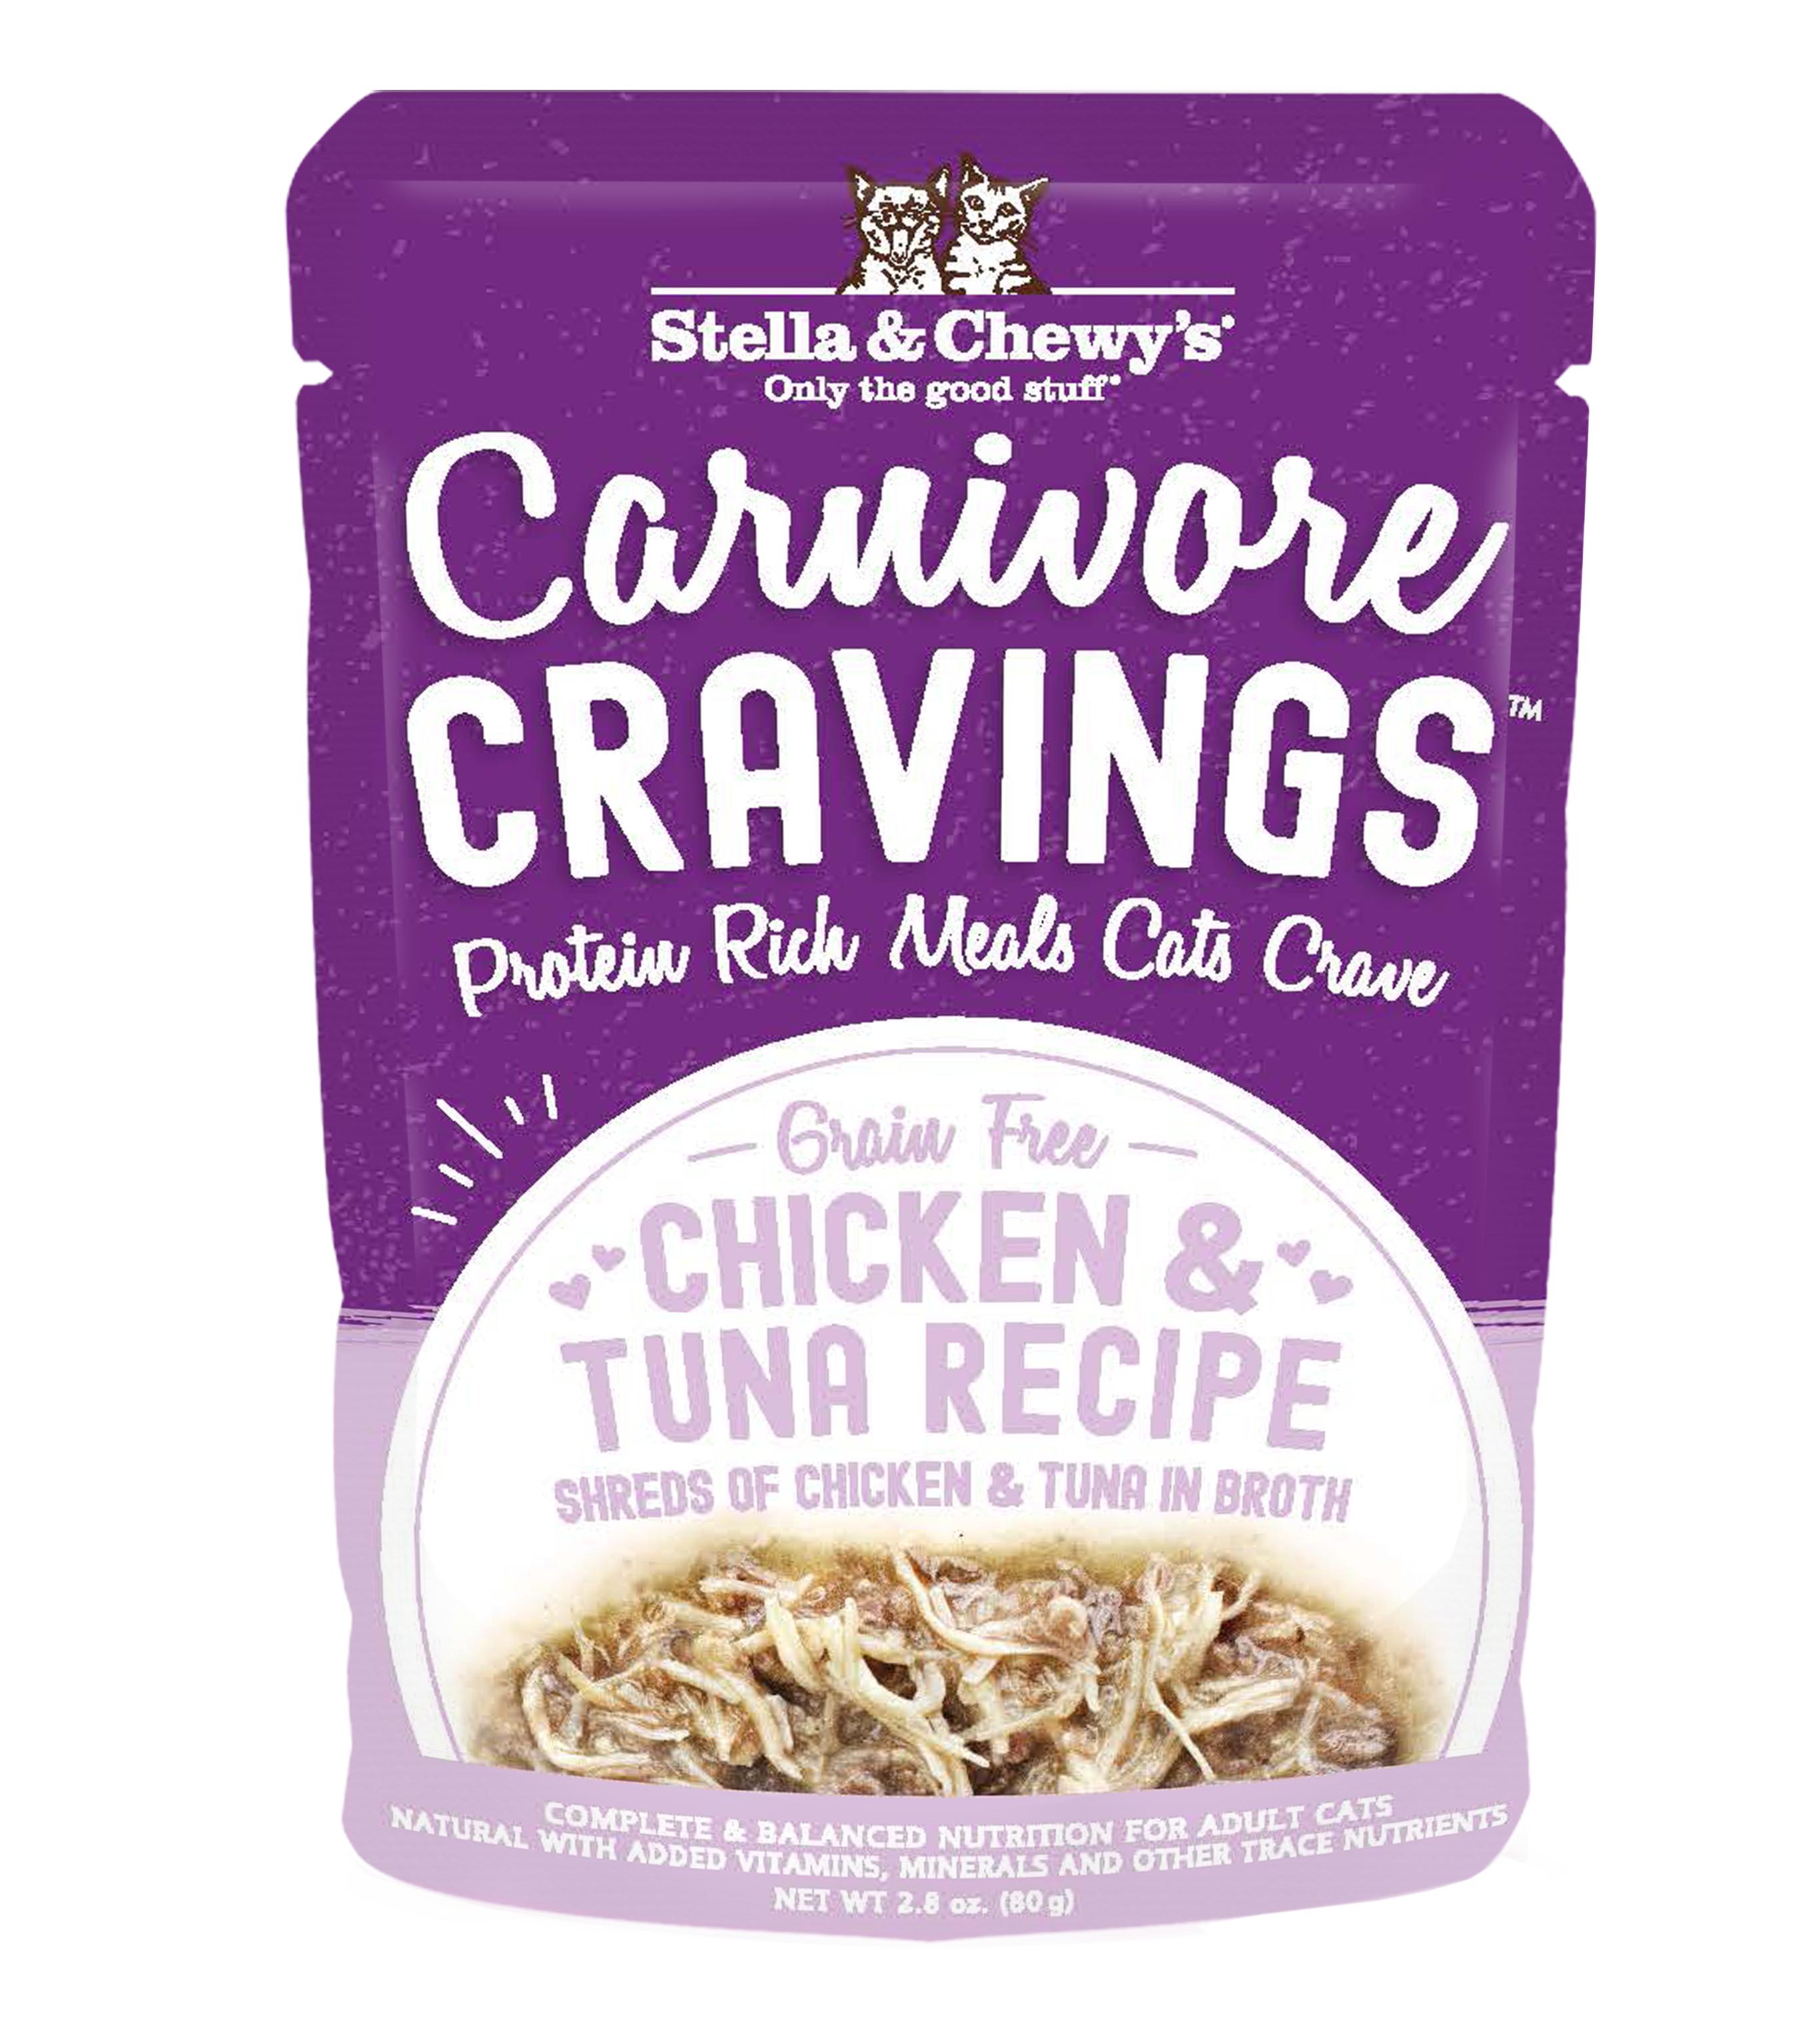 Stella & Chewy's®
Only the good stuff®
Carnivore
CRAVINGS™
Protein Rich Meals Cats Crave
Grain Free
CHICKEN &
TUNA RECIPE
SHREDS OF CHICKEN & TUNA IN BROTH
COMPLETE & BALANCED NUTRITION FOR ADULT CATS
NATURAL WITH ADDED VITAMINS, MINERALS AND OTHER TRACE NUTRIENTS
NET WT 2.8 oz. (80 g)